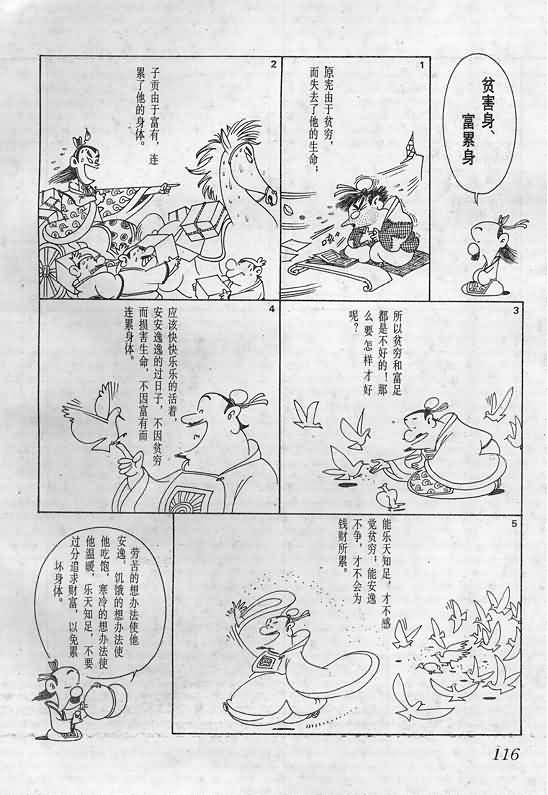 贫害身、
富累身
1
原宪由于贫穷，
而失去了他的生命；
2
子贡由于富有，连
累了他的身体。
3
所以贫穷和富足
都是不好的！那
么要怎样才好
呢？
4
应该快快乐乐的活着，
安安逸逸的过日子，不因贫穷
而损害生命，不因富有而
连累身体。
5
能乐天知足，才不感
觉贫穷；能安逸
不争，才不会为
钱财所累。
劳苦的想办法使他
安逸。饥饿的想办法使
他吃饱，寒冷的想办法使
他温暖，乐天知足，不要
过分追求财富，以免累
坏身体。
116